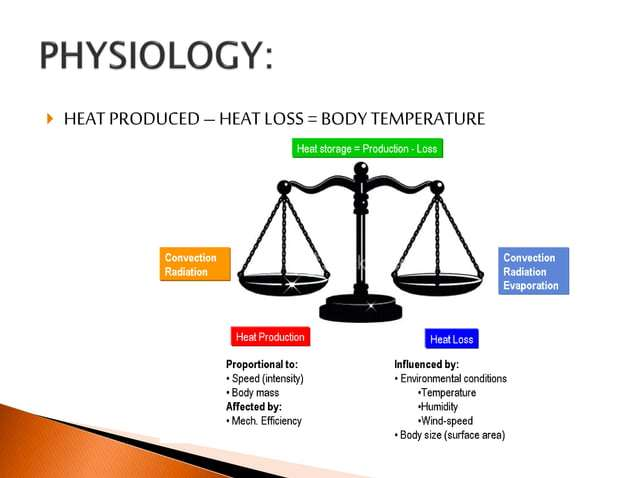 PHYSIOLOGY:
HEAT PRODUCED – HEAT LOSS = BODY TEMPERATURE
Heat storage = Production - Loss
Convection
Radiation
Convection
Radiation
Evaporation
Heat Production
Heat Loss
Proportional to:
• Speed (intensity)
• Body mass
Affected by:
• Mech. Efficiency
Influenced by:
• Environmental conditions
•Temperature
•Humidity
•Wind-speed
• Body size (surface area)